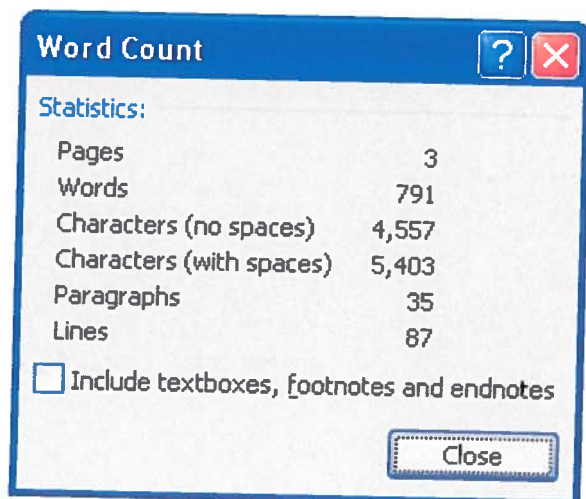 Word Count
?
Statistics:
Pages 3
Words 791
Characters (no spaces) 4,557
Characters (with spaces) 5,403
Paragraphs 35
Lines 87
Include textboxes, footnotes and endnotes
Close